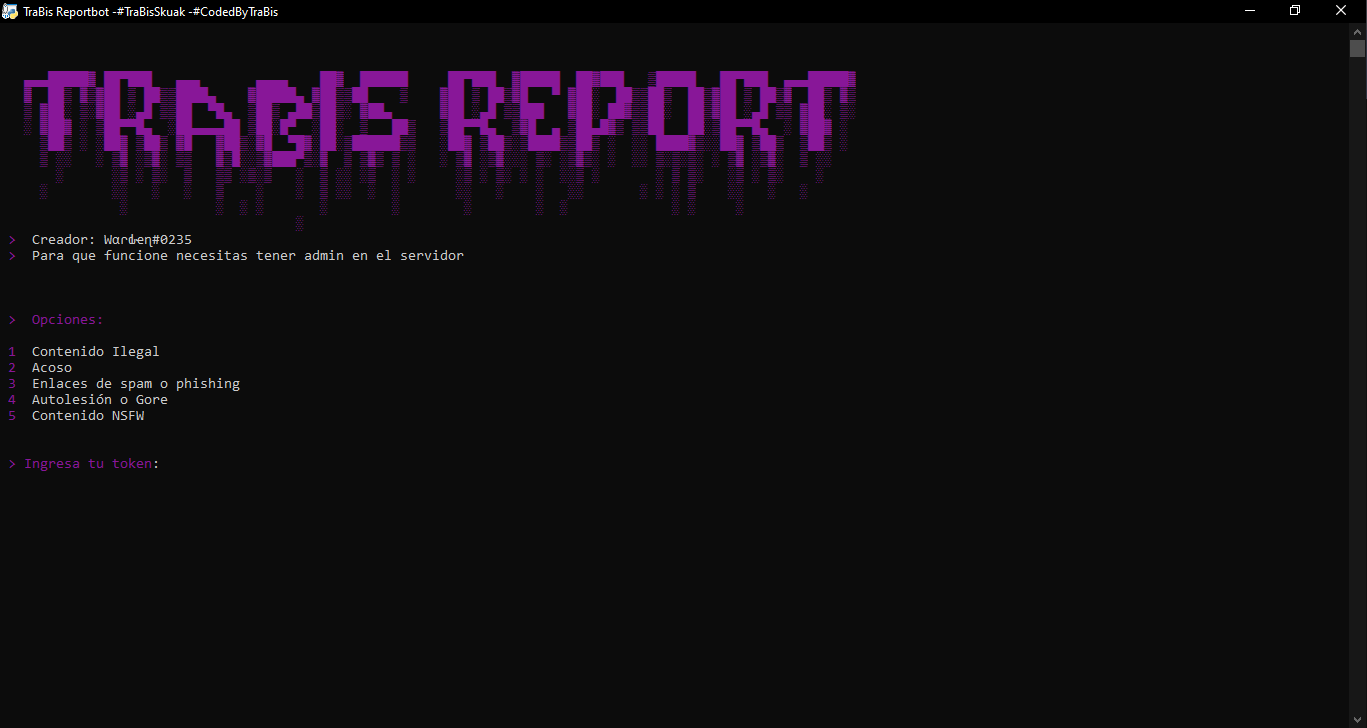 TraBis Reportbot -#TraBisSkuak -#CodedByTraBis
TRABIS REPORT
> Creador: Wαrԃҽɳ#0235
> Para que funcione necesitas tener admin en el servidor
> Opciones:
1 Contenido Ilegal
2 Acoso
3 Enlaces de spam o phishing
4 Autolesión o Gore
5 Contenido NSFW
> Ingresa tu token: